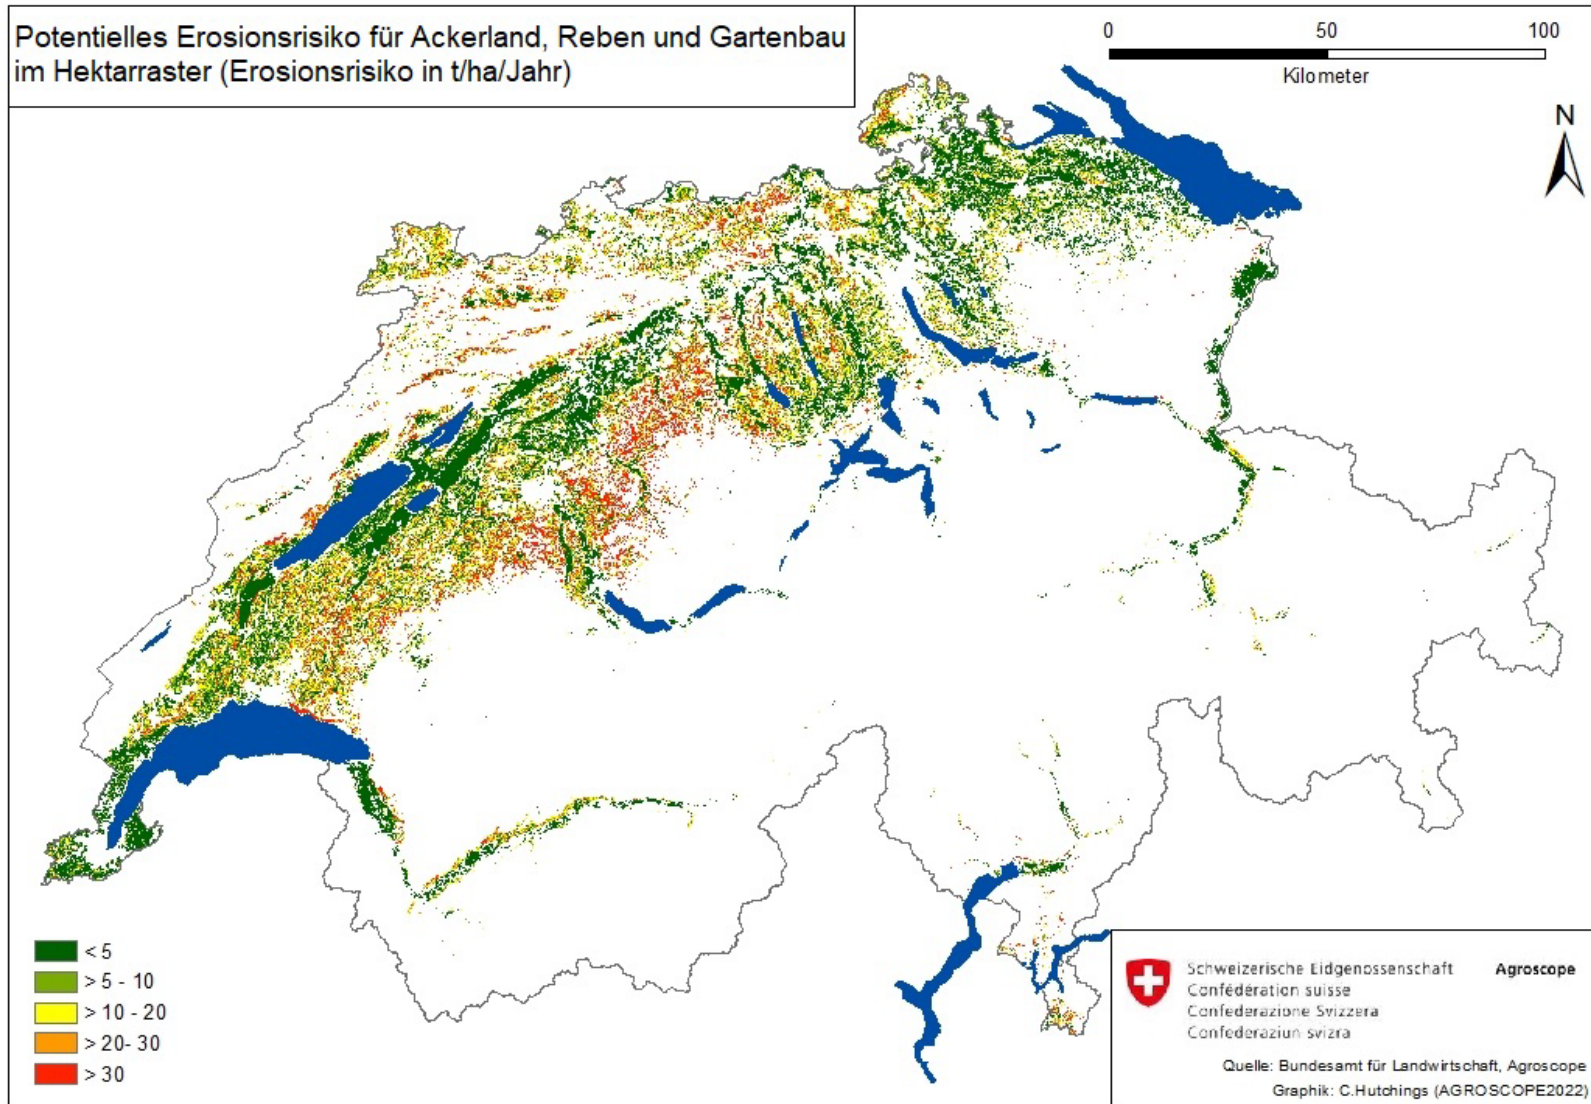 Potentielles Erosionsrisiko für Ackerland, Reben und Gartenbau
im Hektarraster (Erosionsrisiko in t/ha/Jahr)
0 50 100
Kilometer
N
< 5
> 5 - 10
> 10 - 20
> 20- 30
> 30
Schweizerische Eidgenossenschaft
Confédération suisse
Confederazione Svizzera
Confederaziun svizra
Agroscope
Quelle: Bundesamt für Landwirtschaft, Agroscope
Graphik: C.Hutchings (AGROSCOPE2022)